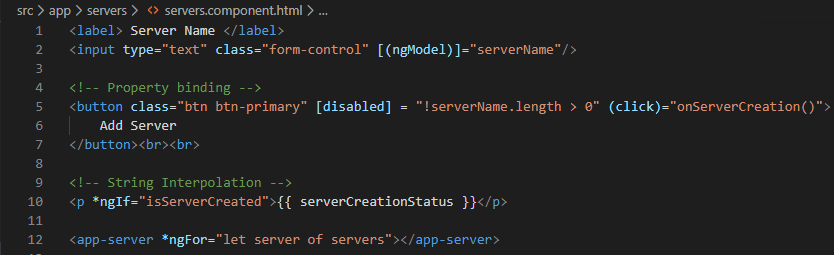 src > app > servers > <> servers.component.html > ...
1 <label> Server Name </label>
2 <input type="text" class="form-control" [(ngModel)]="serverName"/>
3
4 <!-- Property binding -->
5 <button class="btn btn-primary" [disabled] = "!serverName.length > 0" (click)="onServerCreation()">
6     Add Server
7 </button><br><br>
8
9 <!-- String Interpolation -->
10 <p *ngIf="isServerCreated">{{ serverCreationStatus }}</p>
11
12 <app-server *ngFor="let server of servers"></app-server>